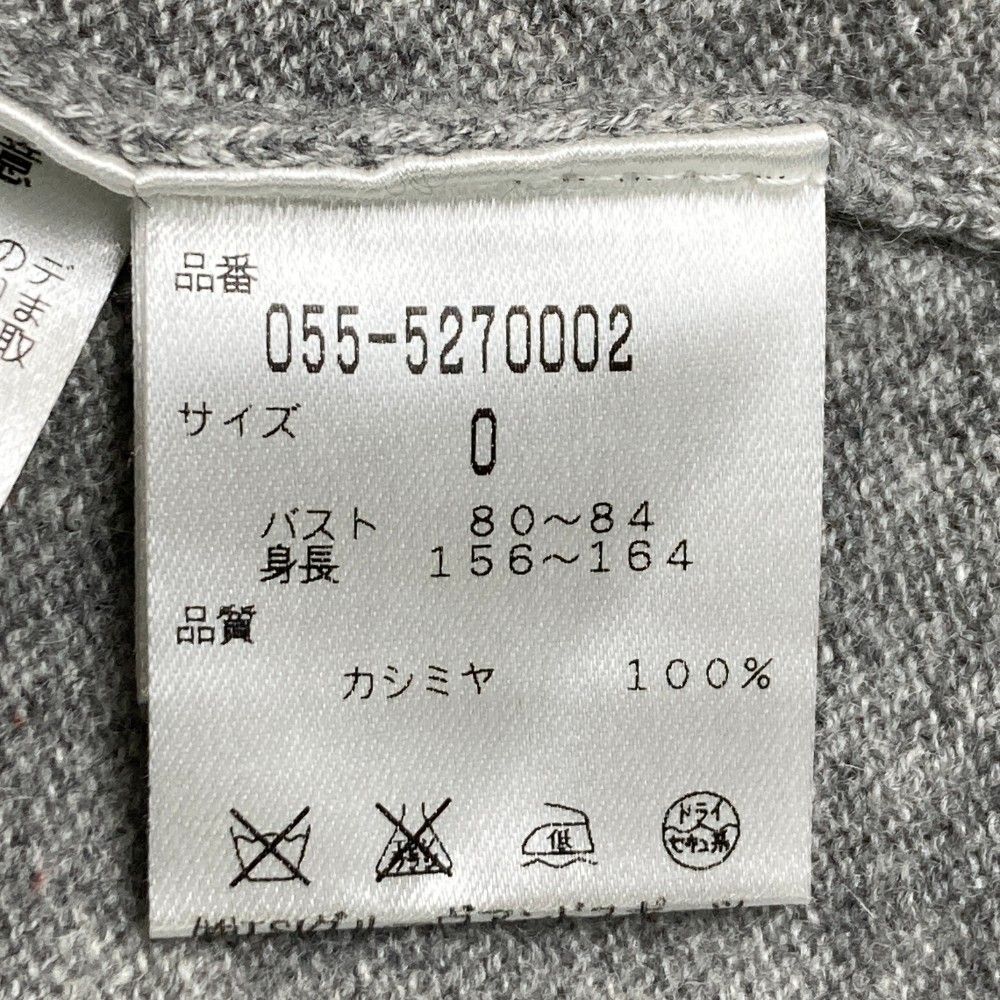 品番
055-5270002
サイズ 0
バスト 80～84
身長 156～164
品質
カシミヤ 100%
低
ドライ
セキユ系
デ
のま
取